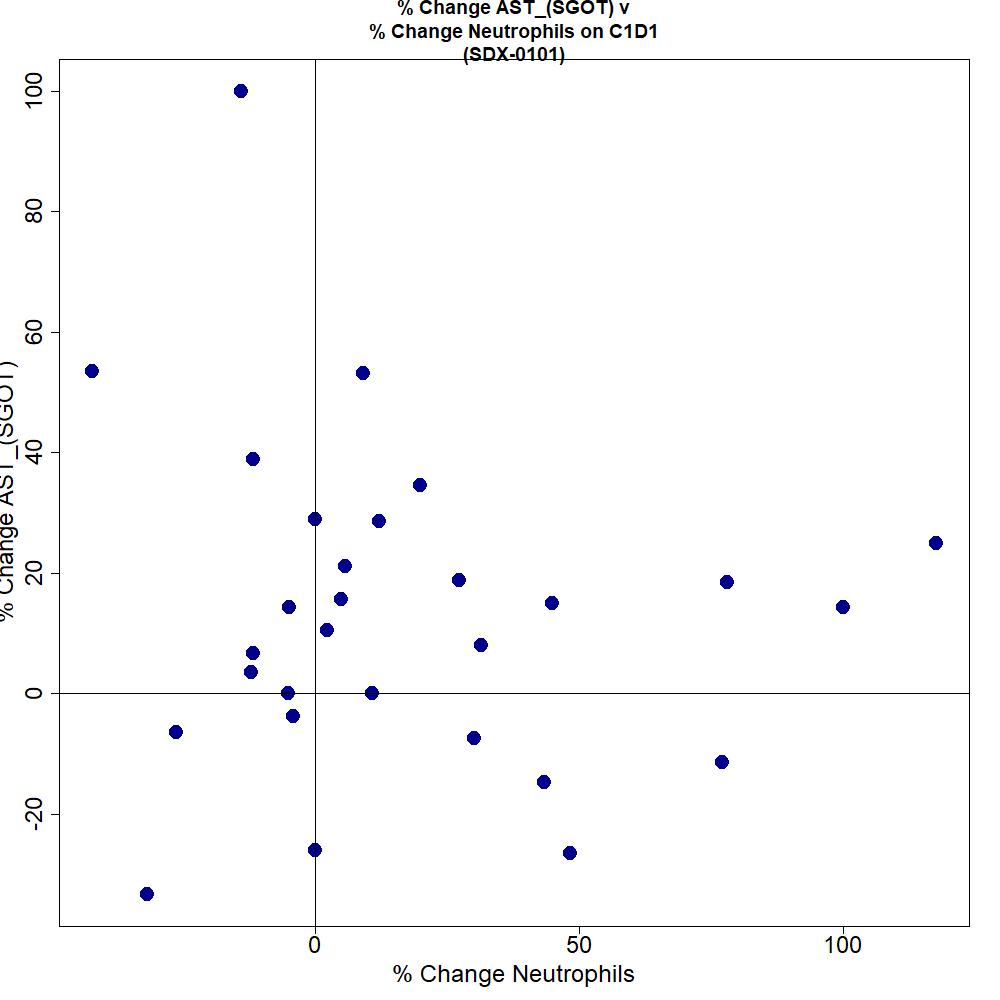 % Change AST_(SGOT) v
% Change Neutrophils on C1D1
(SDX-0101)
100
80
60
40
20
0
-20
% Change AST_(SGOT)
0
50
100
% Change Neutrophils